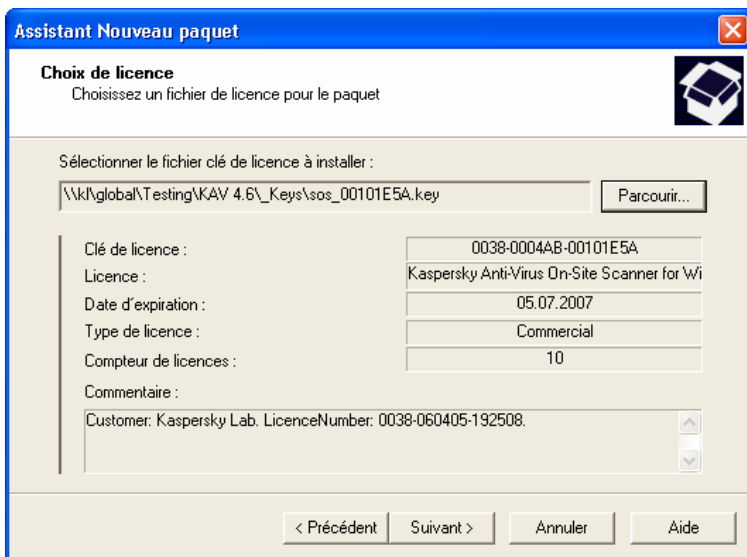 Assistant Nouveau paquet
Choix de licence
Choisissez un fichier de licence pour le paquet
Sélectionner le fichier clé de licence à installer :
\\kl\global\Testing\KAV 4.6\_Keys\sos_00101E5A.key
Parcourir...
Clé de licence : 0038-0004AB-00101E5A
Licence : Kaspersky Anti-Virus On-Site Scanner for Wi
Date d'expiration : 05.07.2007
Type de licence : Commercial
Compteur de licences : 10
Commentaire :
Customer: Kaspersky Lab. LicenceNumber: 0038-060405-192508.
< Précédent Suivant > Annuler Aide